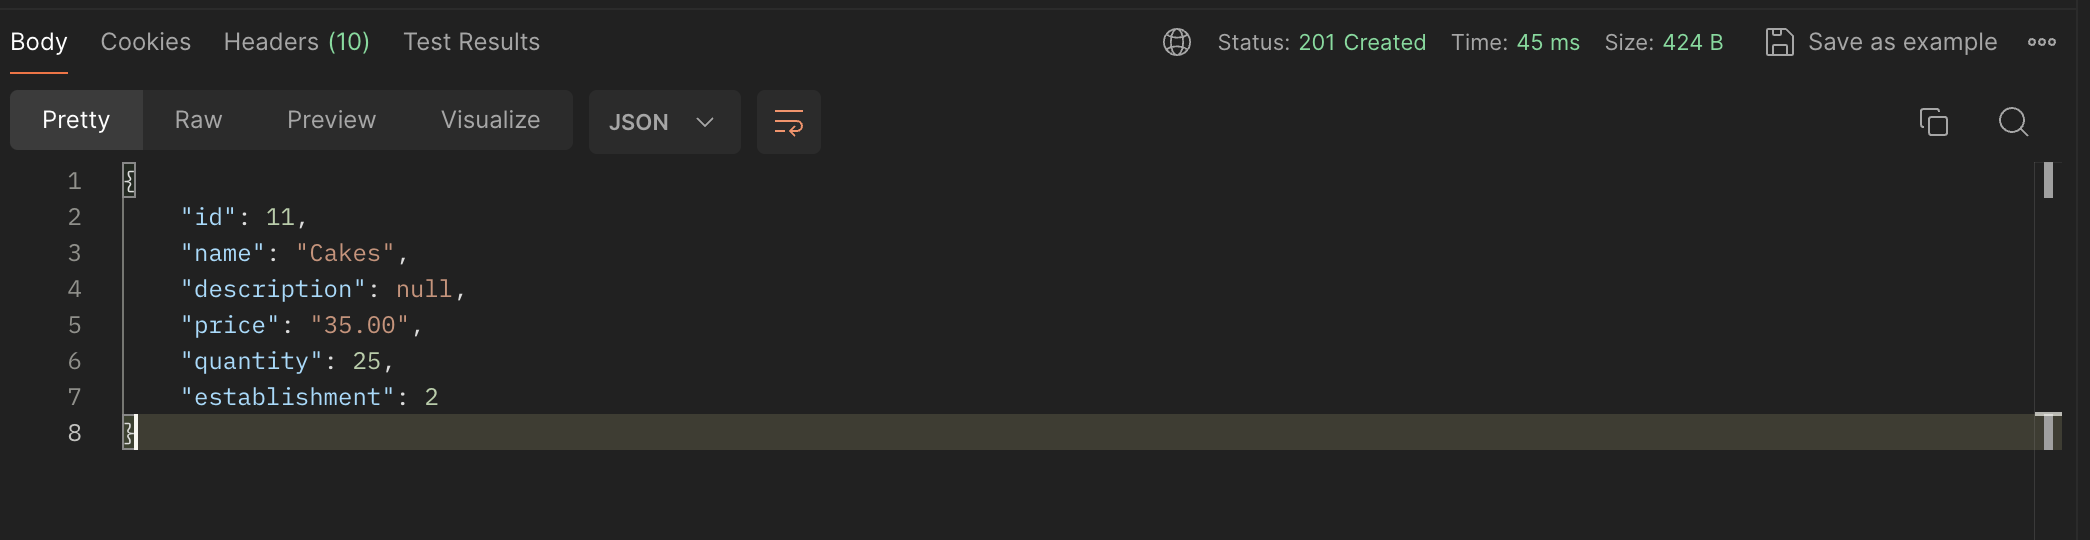 Body Cookies Headers (10) Test Results Status: 201 Created Time: 45 ms Size: 424 B Save as example
Pretty Raw Preview Visualize JSON
1 {
2 "id": 11,
3 "name": "Cakes",
4 "description": null,
5 "price": "35.00",
6 "quantity": 25,
7 "establishment": 2
8 }